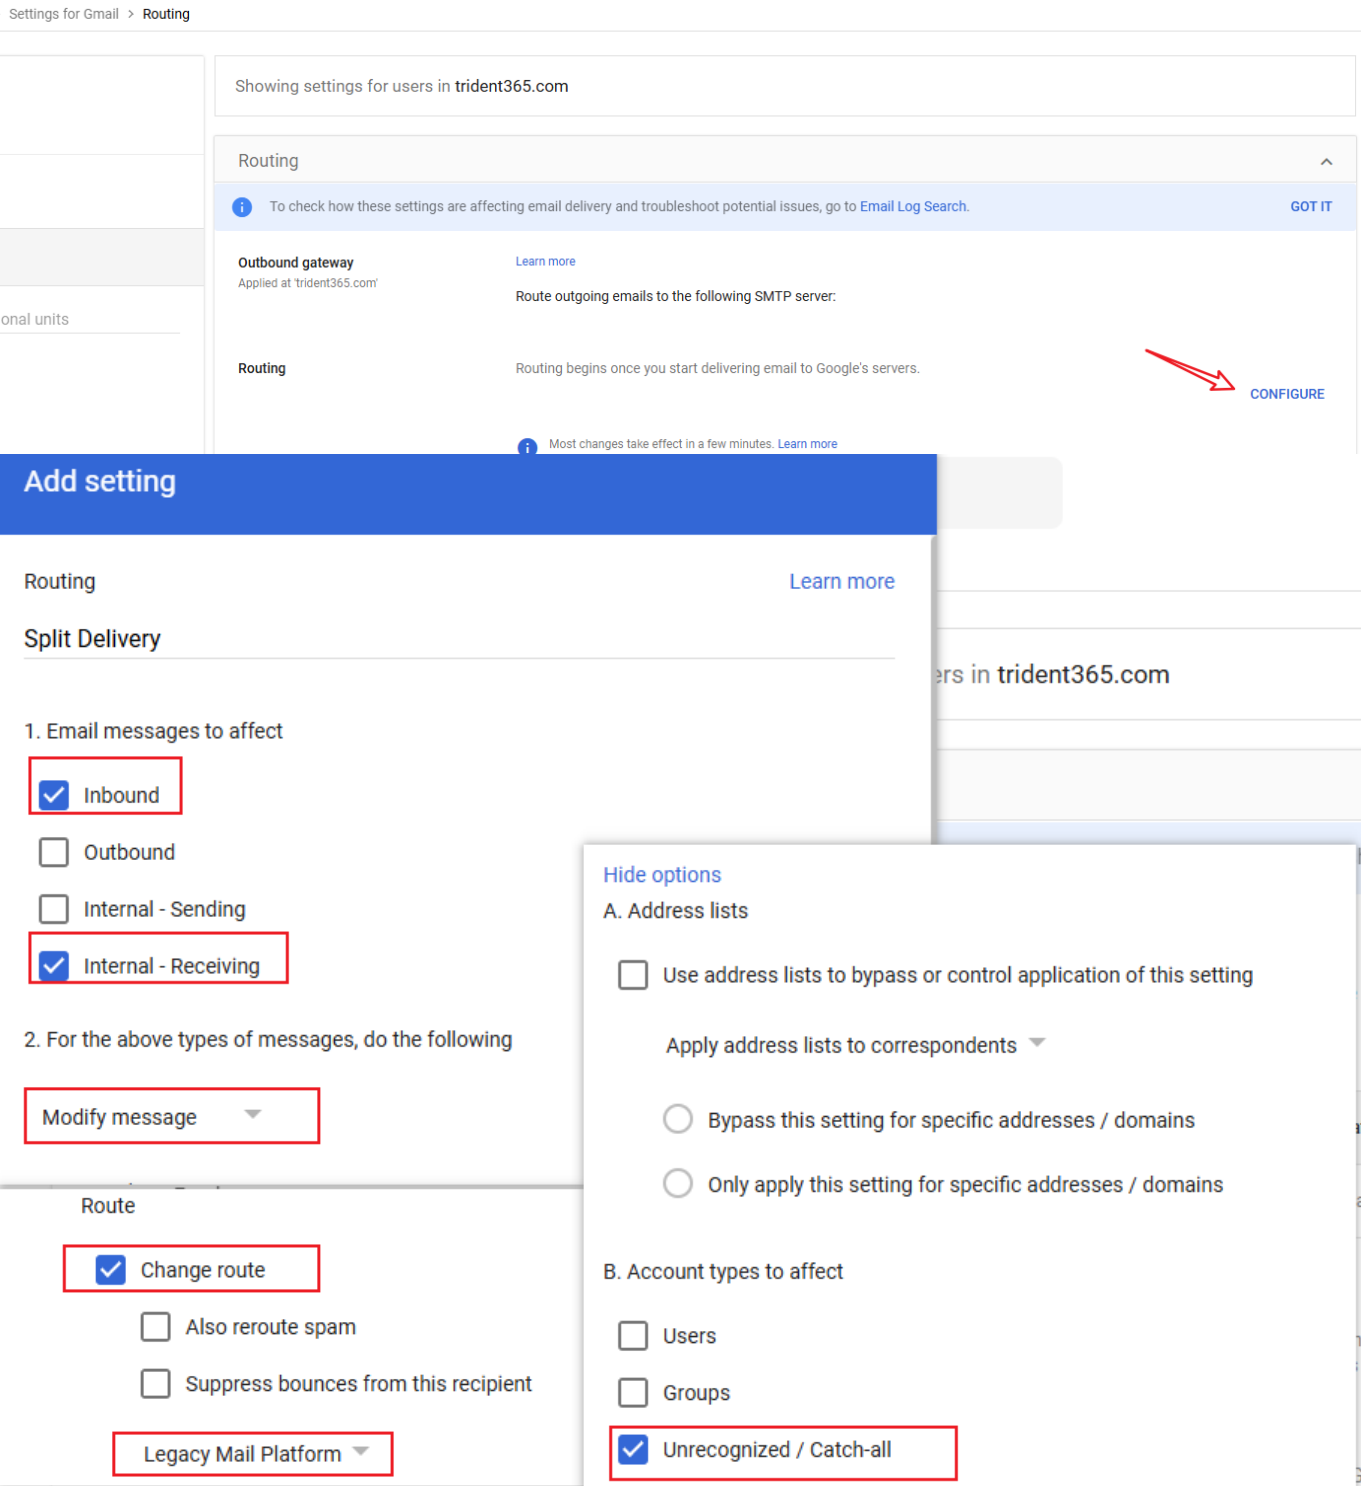 Settings for Gmail > Routing
Showing settings for users in trident365.com
Routing
To check how these settings are affecting email delivery and troubleshoot potential issues, go to Email Log Search.
GOT IT
Outbound gateway
Applied at 'trident365.com'
Learn more
Route outgoing emails to the following SMTP server:
onal units
Routing
Routing begins once you start delivering email to Google's servers.
CONFIGURE
Most changes take effect in a few minutes. Learn more
Add setting
Routing
Learn more
Split Delivery
ers in trident365.com
1. Email messages to affect
Inbound
Outbound
Internal - Sending
Internal - Receiving
2. For the above types of messages, do the following
Modify message
Route
Change route
Also reroute spam
Suppress bounces from this recipient
Legacy Mail Platform
Hide options
A. Address lists
Use address lists to bypass or control application of this setting
Apply address lists to correspondents
Bypass this setting for specific addresses / domains
Only apply this setting for specific addresses / domains
B. Account types to affect
Users
Groups
Unrecognized / Catch-all